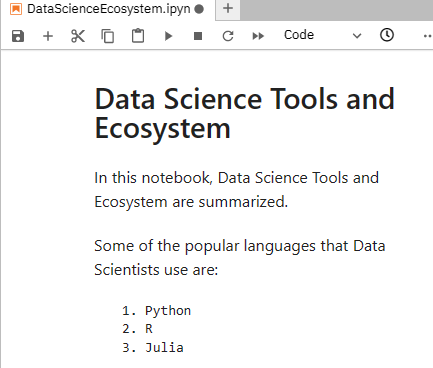 DataScienceEcosystem.ipyn
Code
Data Science Tools and
Ecosystem
In this notebook, Data Science Tools and
Ecosystem are summarized.
Some of the popular languages that Data
Scientists use are:
1. Python
2. R
3. Julia